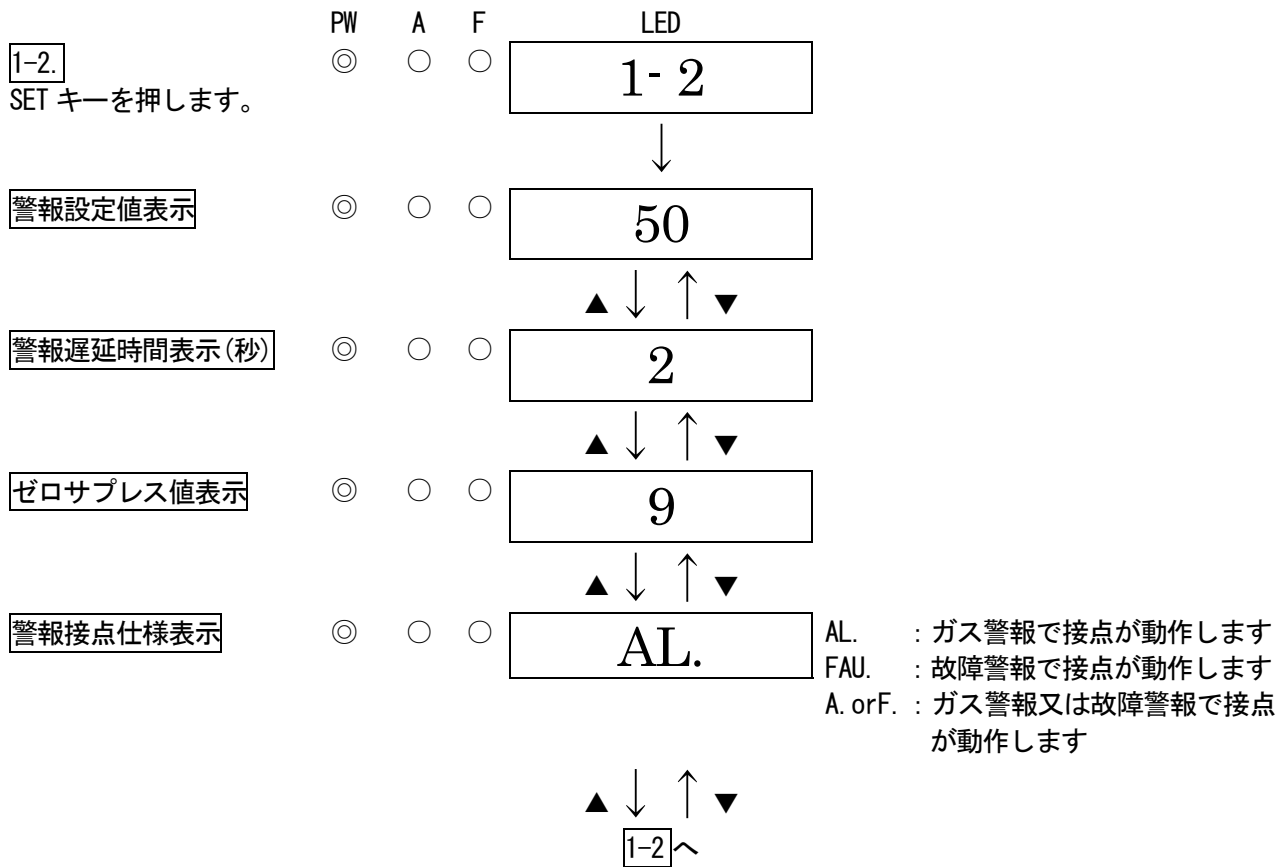 PW A F LED
1-2. ◎ ○ ○ 1- 2
SET キーを押します。
↓
警報設定値表示 ◎ ○ ○ 50
▲ ↓ ↑ ▼
警報遅延時間表示(秒) ◎ ○ ○ 2
▲ ↓ ↑ ▼
ゼロサプレス値表示 ◎ ○ ○ 9
▲ ↓ ↑ ▼
警報接点仕様表示 ◎ ○ ○ AL. AL. :ガス警報で接点が動作します
FAU. :故障警報で接点が動作します
A.orF. :ガス警報又は故障警報で接点
が動作します
▲ ↓ ↑ ▼
1-2 へ